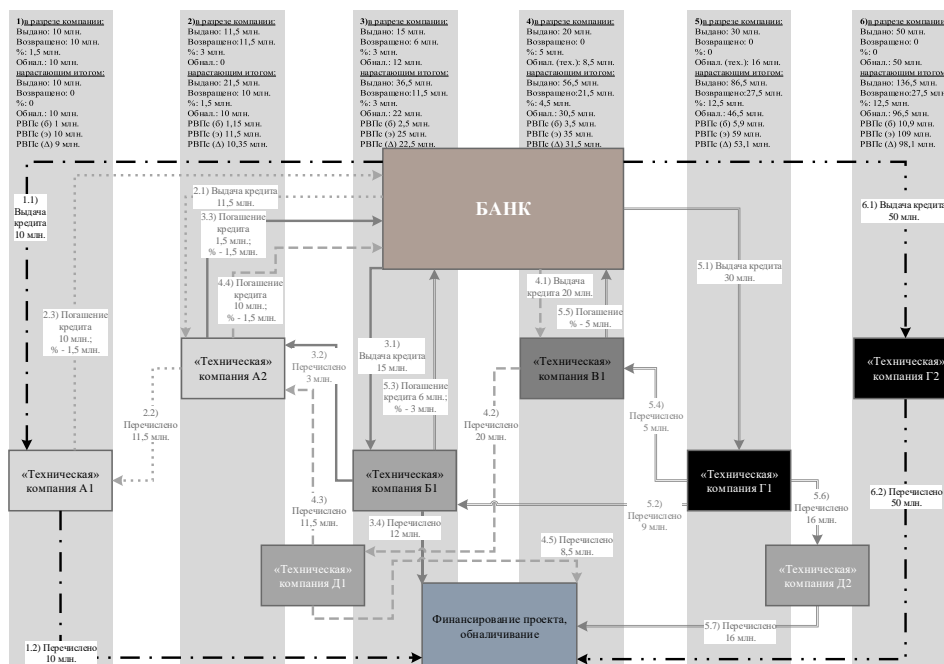 1)в разрезе компании:
Выдано: 10 млн.
Возвращено: 10 млн.
%: 1,5 млн.
Обнал.: 10 млн.
нарастающим итогом:
Выдано: 10 млн.
Возвращено: 0
%: 0
Обнал.: 10 млн.
РВПс (б) 1 млн.
РВПс (э) 10 млн.
РВПс (Δ) 9 млн.
2)в разрезе компании:
Выдано: 11,5 млн.
Возвращено:11,5 млн.
%: 3 млн.
Обнал.: 0
нарастающим итогом:
Выдано: 21,5 млн.
Возвращено: 10 млн.
%: 1,5 млн.
Обнал.: 10 млн.
РВПс (б) 1,15 млн.
РВПс (э) 11,5 млн.
РВПс (Δ) 10,35 млн.
3)в разрезе компании:
Выдано: 15 млн.
Возвращено: 6 млн.
%: 3 млн.
Обнал.: 12 млн.
нарастающим итогом:
Выдано: 36,5 млн.
Возвращено:11,5 млн.
%: 3 млн.
Обнал.: 22 млн.
РВПс (б) 2,5 млн.
РВПс (э) 25 млн.
РВПс (Δ) 22,5 млн.
4)в разрезе компании:
Выдано: 20 млн.
Возвращено: 0
%: 5 млн.
Обнал. (тех.): 8,5 млн.
нарастающим итогом:
Выдано: 56,5 млн.
Возвращено:21,5 млн.
%: 4,5 млн.
Обнал.: 30,5 млн.
РВПс (б) 3,5 млн.
РВПс (э) 35 млн.
РВПс (Δ) 31,5 млн.
5)в разрезе компании:
Выдано: 30 млн.
Возвращено: 0
%: 0
Обнал. (тех.): 16 млн.
нарастающим итогом:
Выдано: 86,5 млн.
Возвращено:27,5 млн.
%: 12,5 млн.
Обнал.: 46,5 млн.
РВПс (б) 5,9 млн.
РВПс (э) 59 млн.
РВПс (Δ) 53,1 млн.
6)в разрезе компании:
Выдано: 50 млн.
Возвращено: 0
%: 0
Обнал.: 50 млн.
нарастающим итогом:
Выдано: 136,5 млн.
Возвращено:27,5 млн.
%: 12,5 млн.
Обнал.: 96,5 млн.
РВПс (б) 10,9 млн.
РВПс (э) 109 млн.
РВПс (Δ) 98,1 млн.
БАНК
1.1)
Выдача
кредита
10 млн.
2.1) Выдача кредита
11,5 млн.
3.3) Погашение
кредита
1,5 млн.;
% - 1,5 млн.
6.1) Выдача кредита
50 млн.
5.1) Выдача кредита
30 млн.
4.4) Погашение
кредита
10 млн.;
% - 1,5 млн.
4.1) Выдача
кредита 20 млн.
5.5) Погашение
% - 5 млн.
2.3) Погашение
кредита
10 млн.;
% - 1,5 млн.
«Техническая»
компания А2
3.2)
Перечислено
3 млн.
3.1)
Выдача кредита
15 млн.
5.3) Погашение
кредита 6 млн.;
% - 3 млн.
«Техническая»
компания В1
«Техническая»
компания Г2
2.2)
Перечислено
11,5 млн.
4.2)
Перечислено
20 млн.
5.4)
Перечислено
5 млн.
«Техническая»
компания А1
«Техническая»
компания Б1
«Техническая»
компания Г1
4.3)
Перечислено
11,5 млн.
5.2)
Перечислено
9 млн.
5.6)
Перечислено
16 млн.
6.2) Перечислено
50 млн.
3.4) Перечислено
12 млн.
4.5) Перечислено
8,5 млн.
«Техническая»
компания Д1
«Техническая»
компания Д2
Финансирование проекта,
обналичивание
5.7) Перечислено
16 млн.
1.2) Перечислено
10 млн.